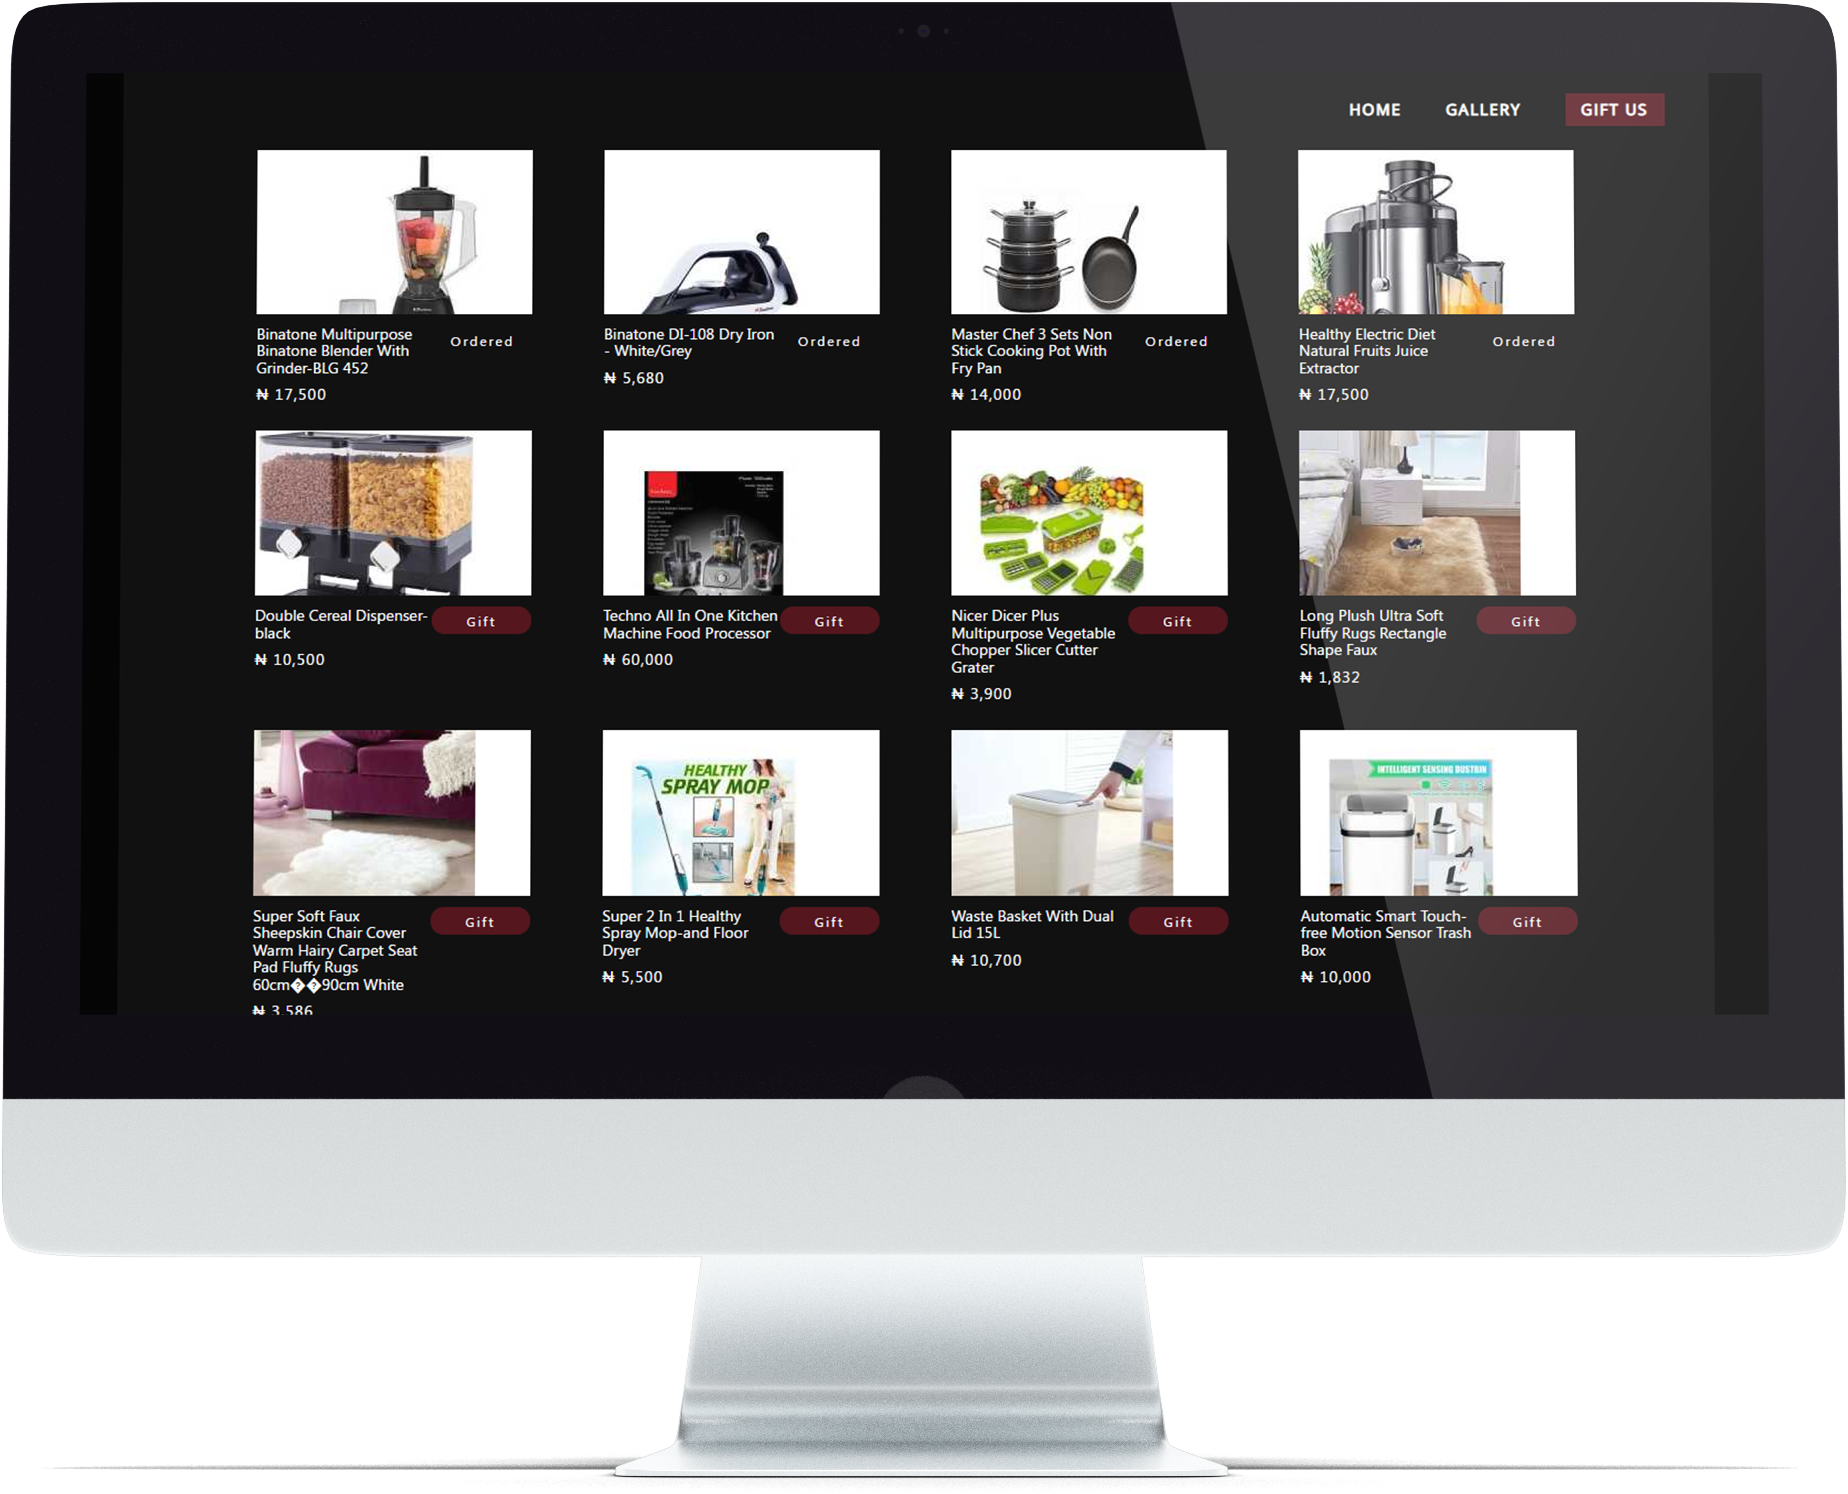 HOME GALLERY GIFT US
Binatone Multipurpose
Binatone Blender With
Grinder-BLG 452
₦ 17,500
Ordered
Binatone DI-108 Dry Iron
- White/Grey
₦ 5,680
Ordered
Master Chef 3 Sets Non
Stick Cooking Pot With
Fry Pan
₦ 14,000
Ordered
Healthy Electric Diet
Natural Fruits Juice
Extractor
₦ 17,500
Ordered
Double Cereal Dispenser-
black
₦ 10,500
Gift
Techno All In One Kitchen
Machine Food Processor
₦ 60,000
Gift
Nicer Dicer Plus
Multipurpose Vegetable
Chopper Slicer Cutter
Grater
₦ 3,900
Gift
Long Plush Ultra Soft
Fluffy Rugs Rectangle
Shape Faux
₦ 1,832
Gift
Super Soft Faux
Sheepskin Chair Cover
Warm Hairy Carpet Seat
Pad Fluffy Rugs
60cm��90cm White
₦ 3,586
Gift
HEALTHY
SPRAY MOP
Super 2 In 1 Healthy
Spray Mop-and Floor
Dryer
₦ 5,500
Gift
Waste Basket With Dual
Lid 15L
₦ 10,700
Gift
INTELLIGENT SENSING DUSTBIN
Automatic Smart Touch-
free Motion Sensor Trash
Box
₦ 10,000
Gift